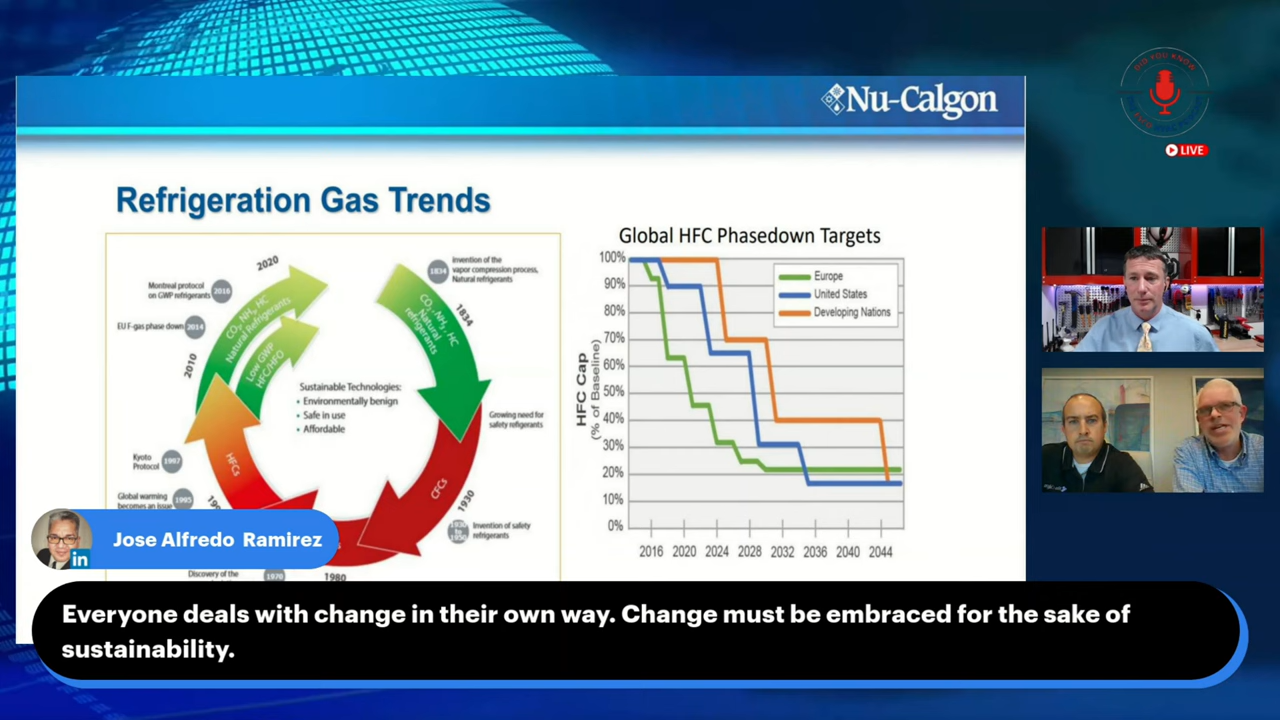 Nu-Calgon
DID YOU KNOW
LIVE
Refrigeration Gas Trends
2020
Montreal protocol
on GWP refrigerants
2016
EU F-gas phase down
2014
2010
CO2, NH3, HC
Natural Refrigerants
Low GWP
HFC/HFO
Invention of the
vapor compression process,
Natural refrigerants
1834
1834
CO2, NH3, HC
Natural
refrigerants
Sustainable Technologies:
• Environmentally benign
• Safe in use
• Affordable
Growing need for
safety refrigerants
HFCs
CFCs
Kyoto
Protocol
1997
Global warming
becomes an issue
1995
1930
Invention of safety
refrigerants
Discovery of the
1970
1980
Global HFC Phasedown Targets
HFC Cap
(% of Baseline)
100%
90%
80%
70%
60%
50%
40%
30%
20%
10%
0%
Europe
United States
Developing Nations
2016 2020 2024 2028 2032 2036 2040 2044
Jose Alfredo Ramirez
in
Everyone deals with change in their own way. Change must be embraced for the sake of
sustainability.